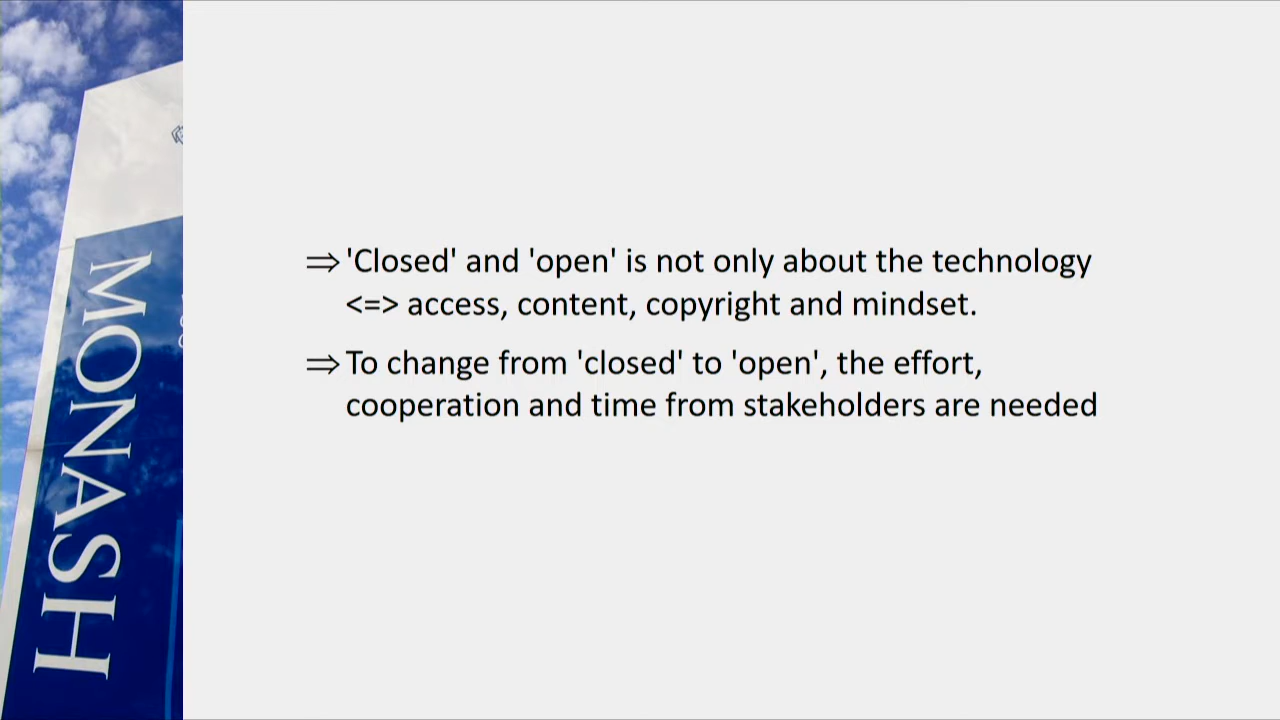 MONASH
⇒ 'Closed' and 'open' is not only about the technology
<=> access, content, copyright and mindset.
⇒ To change from 'closed' to 'open', the effort,
cooperation and time from stakeholders are needed